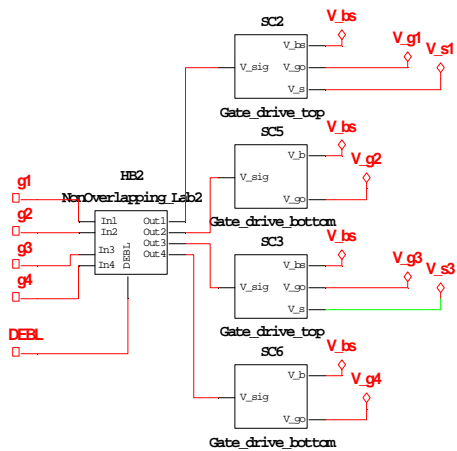 SC2
V_bs
V_bs
V_g1
V_s1
V_sig
V_go
V_s
Gate_drive_top
SC5
V_bs
V_b
V_g2
V_sig
V_go
Gate_drive_bottom
HB2
NonOverlapping_Lab2
g1
g2
g3
g4
DEBL
In1
In2
In3
In4
DEBL
Out1
Out2
Out3
Out4
SC3
V_bs
V_bs
V_g3
V_s3
V_sig
V_go
V_s
Gate_drive_top
SC6
V_bs
V_b
V_g4
V_sig
V_go
Gate_drive_bottom